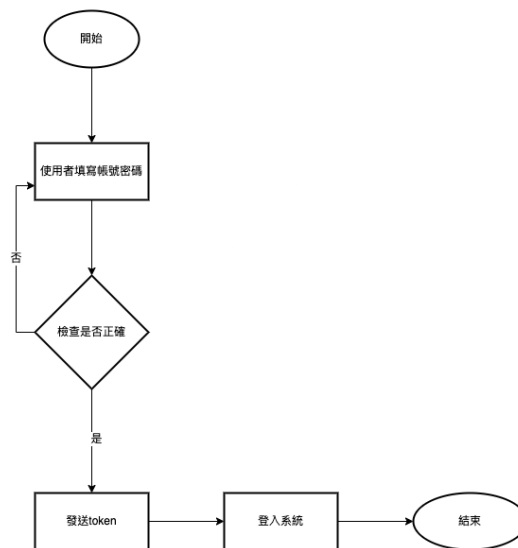 開始
使用者填寫帳號密碼
否
檢查是否正確
是
發送token
登入系統
結束